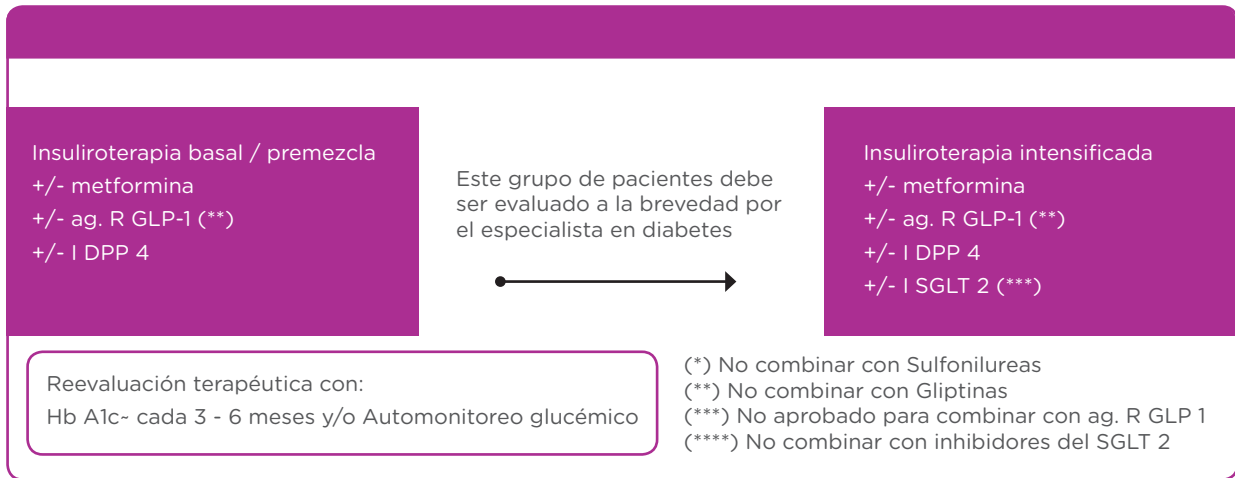 Insuliroterapia basal / premezcla
+/- metformina
+/- ag. R GLP-1 (**)
+/- I DPP 4
Este grupo de pacientes debe
ser evaluado a la brevedad por
el especialista en diabetes
Insuliroterapia intensificada
+/- metformina
+/- ag. R GLP-1 (**)
+/- I DPP 4
+/- I SGLT 2 (***)
Reevaluación terapéutica con:
Hb A1c~ cada 3 - 6 meses y/o Automonitoreo glucémico
(*) No combinar con Sulfonilureas
(**) No combinar con Gliptinas
(***) No aprobado para combinar con ag. R GLP 1
(****) No combinar con inhibidores del SGLT 2